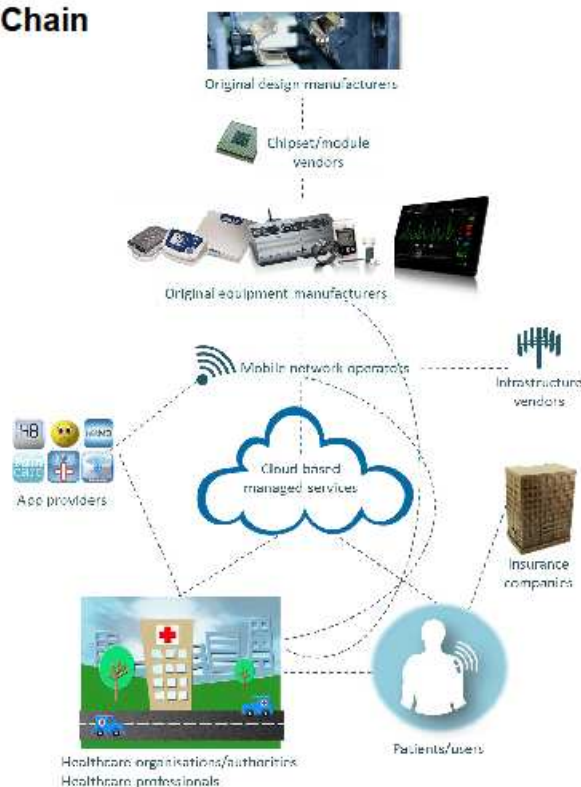 Chain
Original design manufacturers
Chipset/module
vendors
Original equipment manufacturers
Mobile network operators
Infrastructure
vendors
48
App providers
Cloud based
managed services
Insurance
companies
Patients/users
Healthcare organisations/authorities
Healthcare professionals